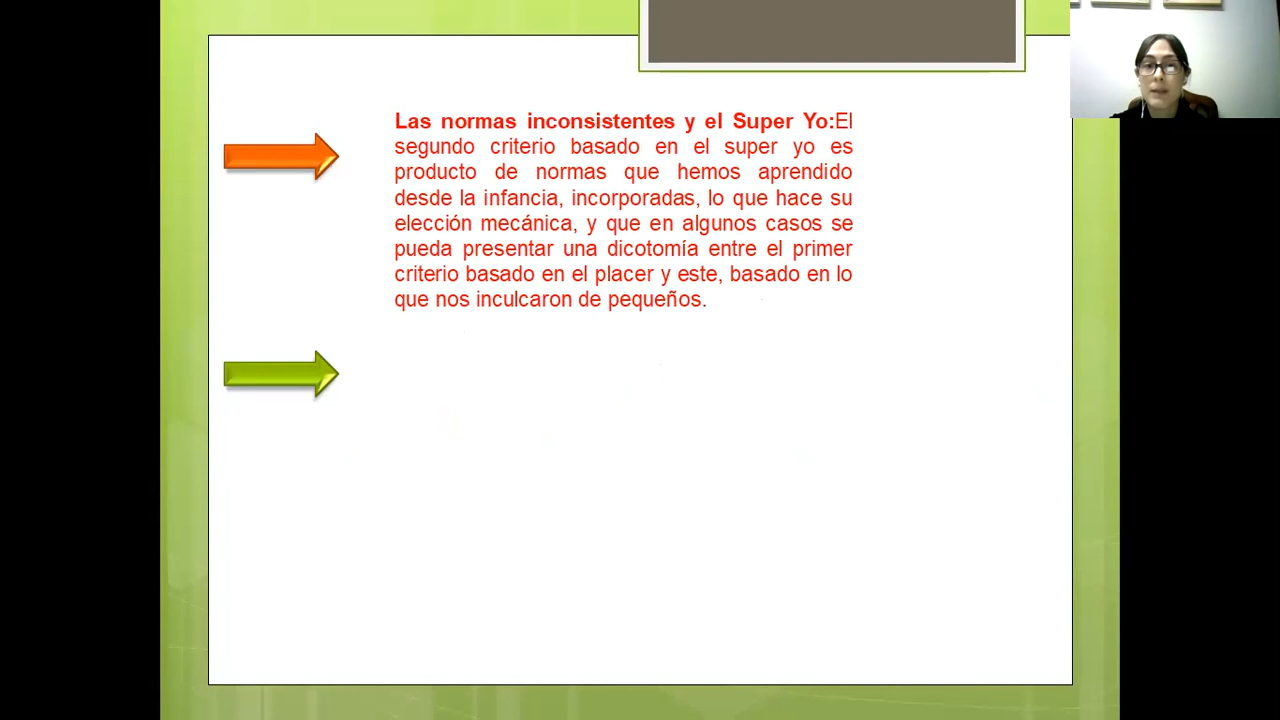 Las normas inconsistentes y el Super Yo:El
segundo criterio basado en el super yo es
producto de normas que hemos aprendido
desde la infancia, incorporadas, lo que hace su
elección mecánica, y que en algunos casos se
pueda presentar una dicotomía entre el primer
criterio basado en el placer y este, basado en lo
que nos inculcaron de pequeños.